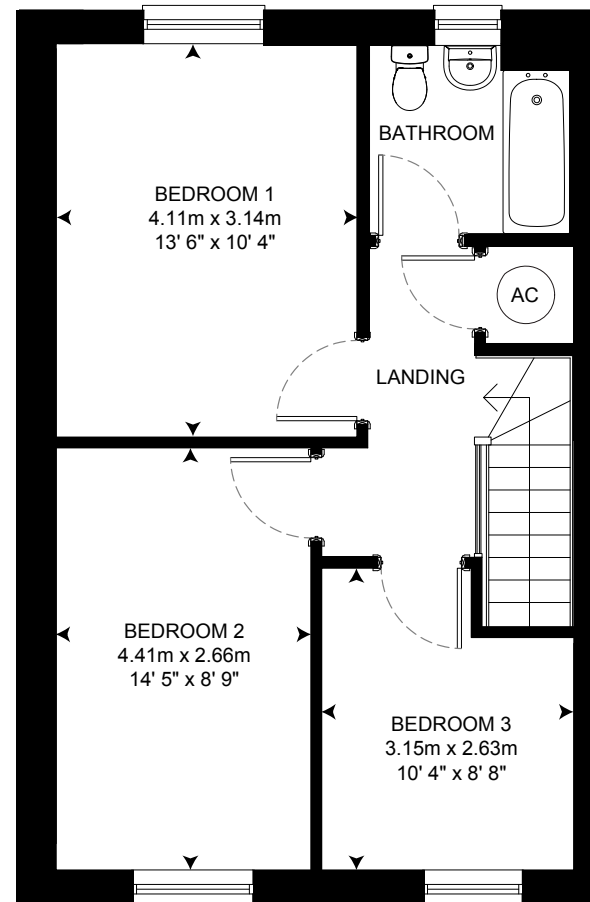 BATHROOM
BEDROOM 1
4.11m x 3.14m
13' 6" x 10' 4"
AC
LANDING
BEDROOM 2
4.41m x 2.66m
14' 5" x 8' 9"
BEDROOM 3
3.15m x 2.63m
10' 4" x 8' 8"